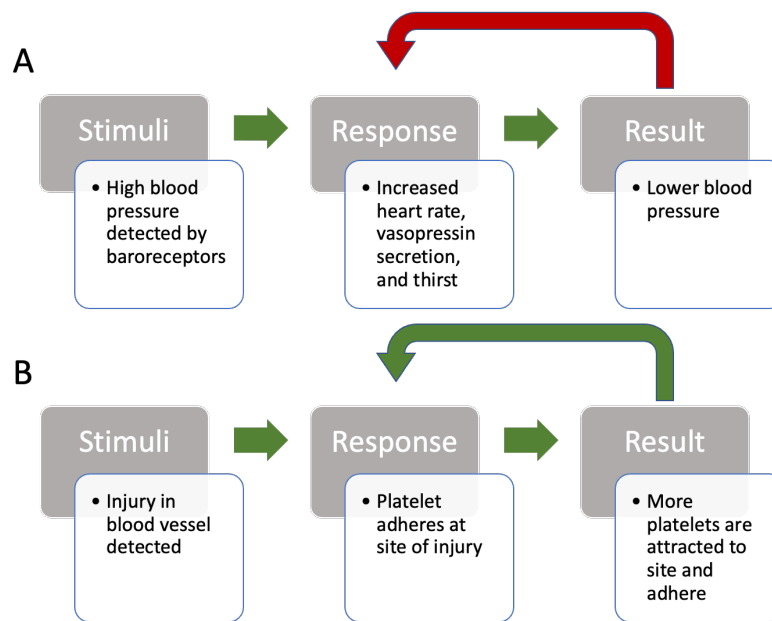 A
Stimuli
• High blood
pressure
detected by
baroreceptors
Response
• Increased
heart rate,
vasopressin
secretion,
and thirst
Result
• Lower blood
pressure
B
Stimuli
• Injury in
blood vessel
detected
Response
• Platelet
adheres at
site of injury
Result
• More
platelets are
attracted to
site and
adhere